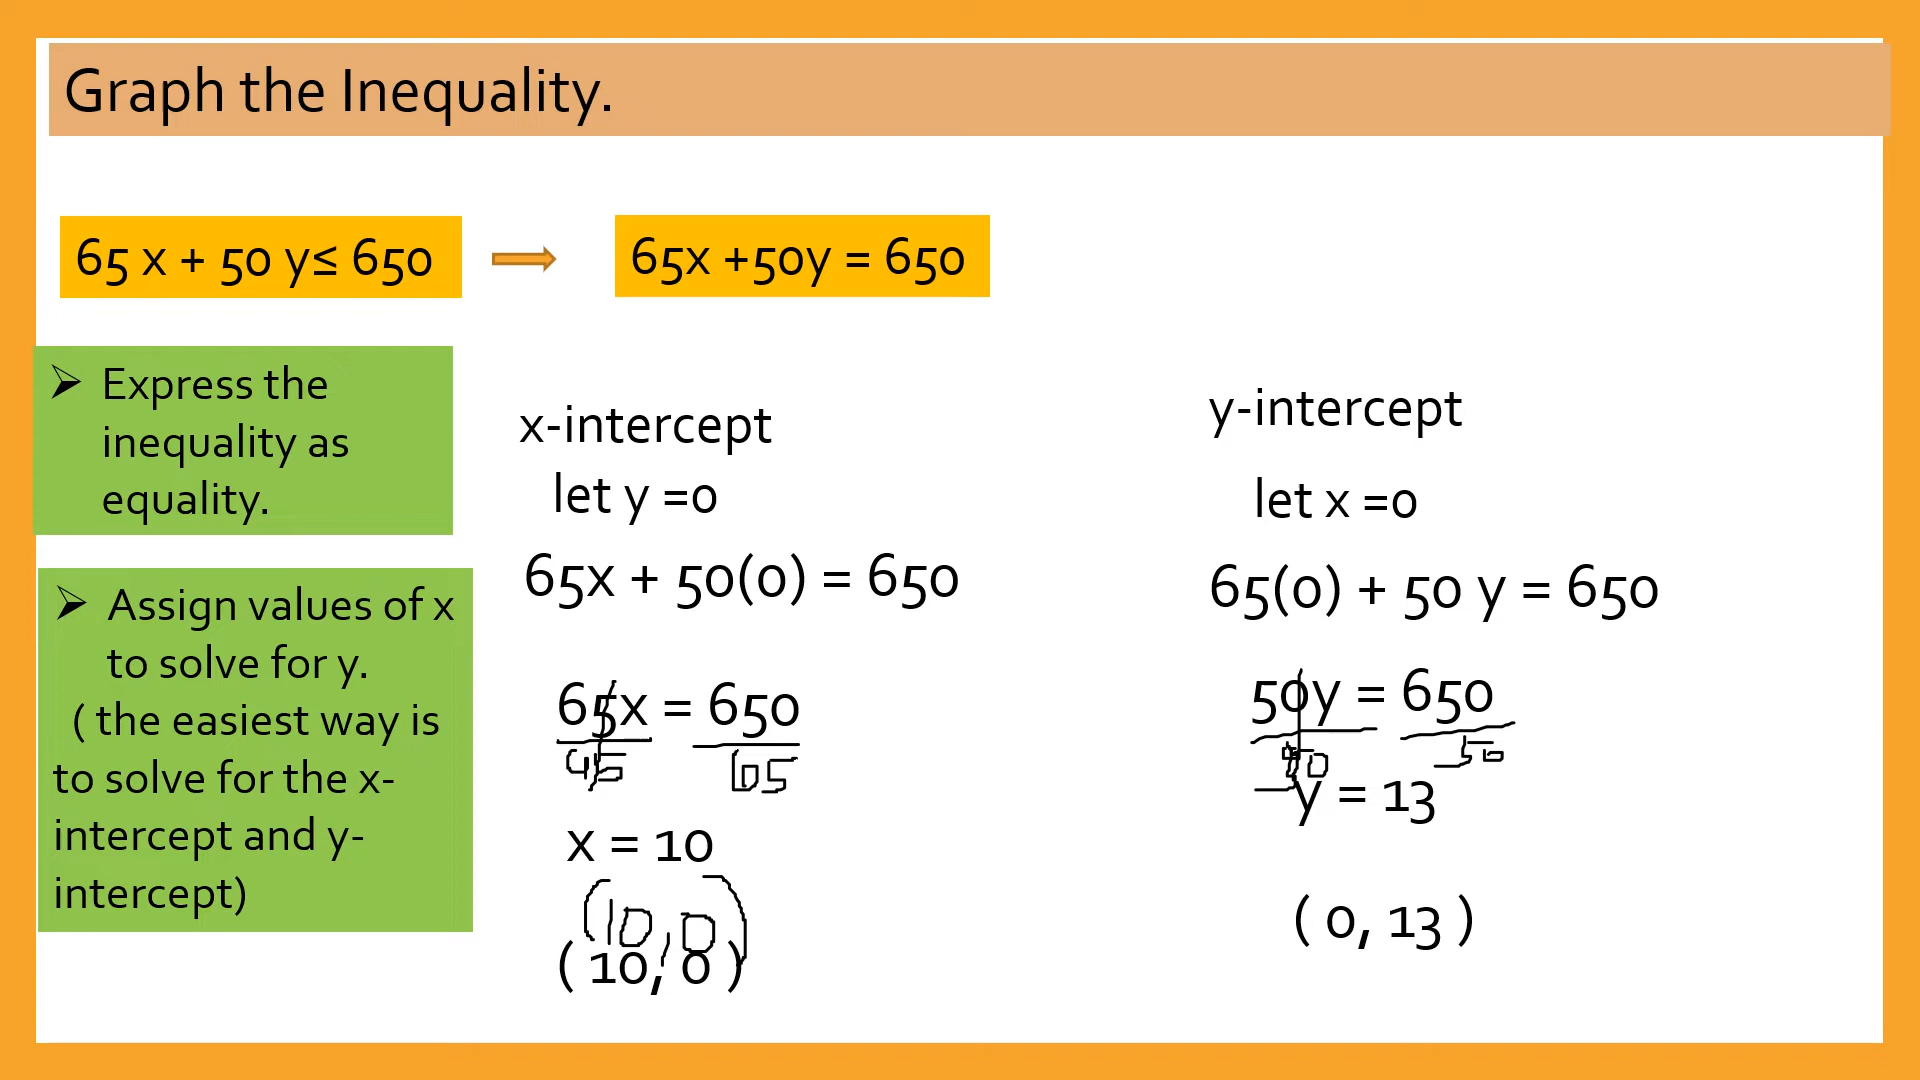 Graph the Inequality.
65 x + 50 y≤ 650
65x +50y = 650
➢ Express the
inequality as
equality.
➢ Assign values of x
to solve for y.
( the easiest way is
to solve for the x-
intercept and y-
intercept)
x-intercept
let y =0
65x + 50(0) = 650
65x = 650
65
x = 10
(10,0)
( 10, 0 )
y-intercept
let x =0
65(0) + 50 y = 650
50y = 650
50 50
y = 13
( 0, 13 )